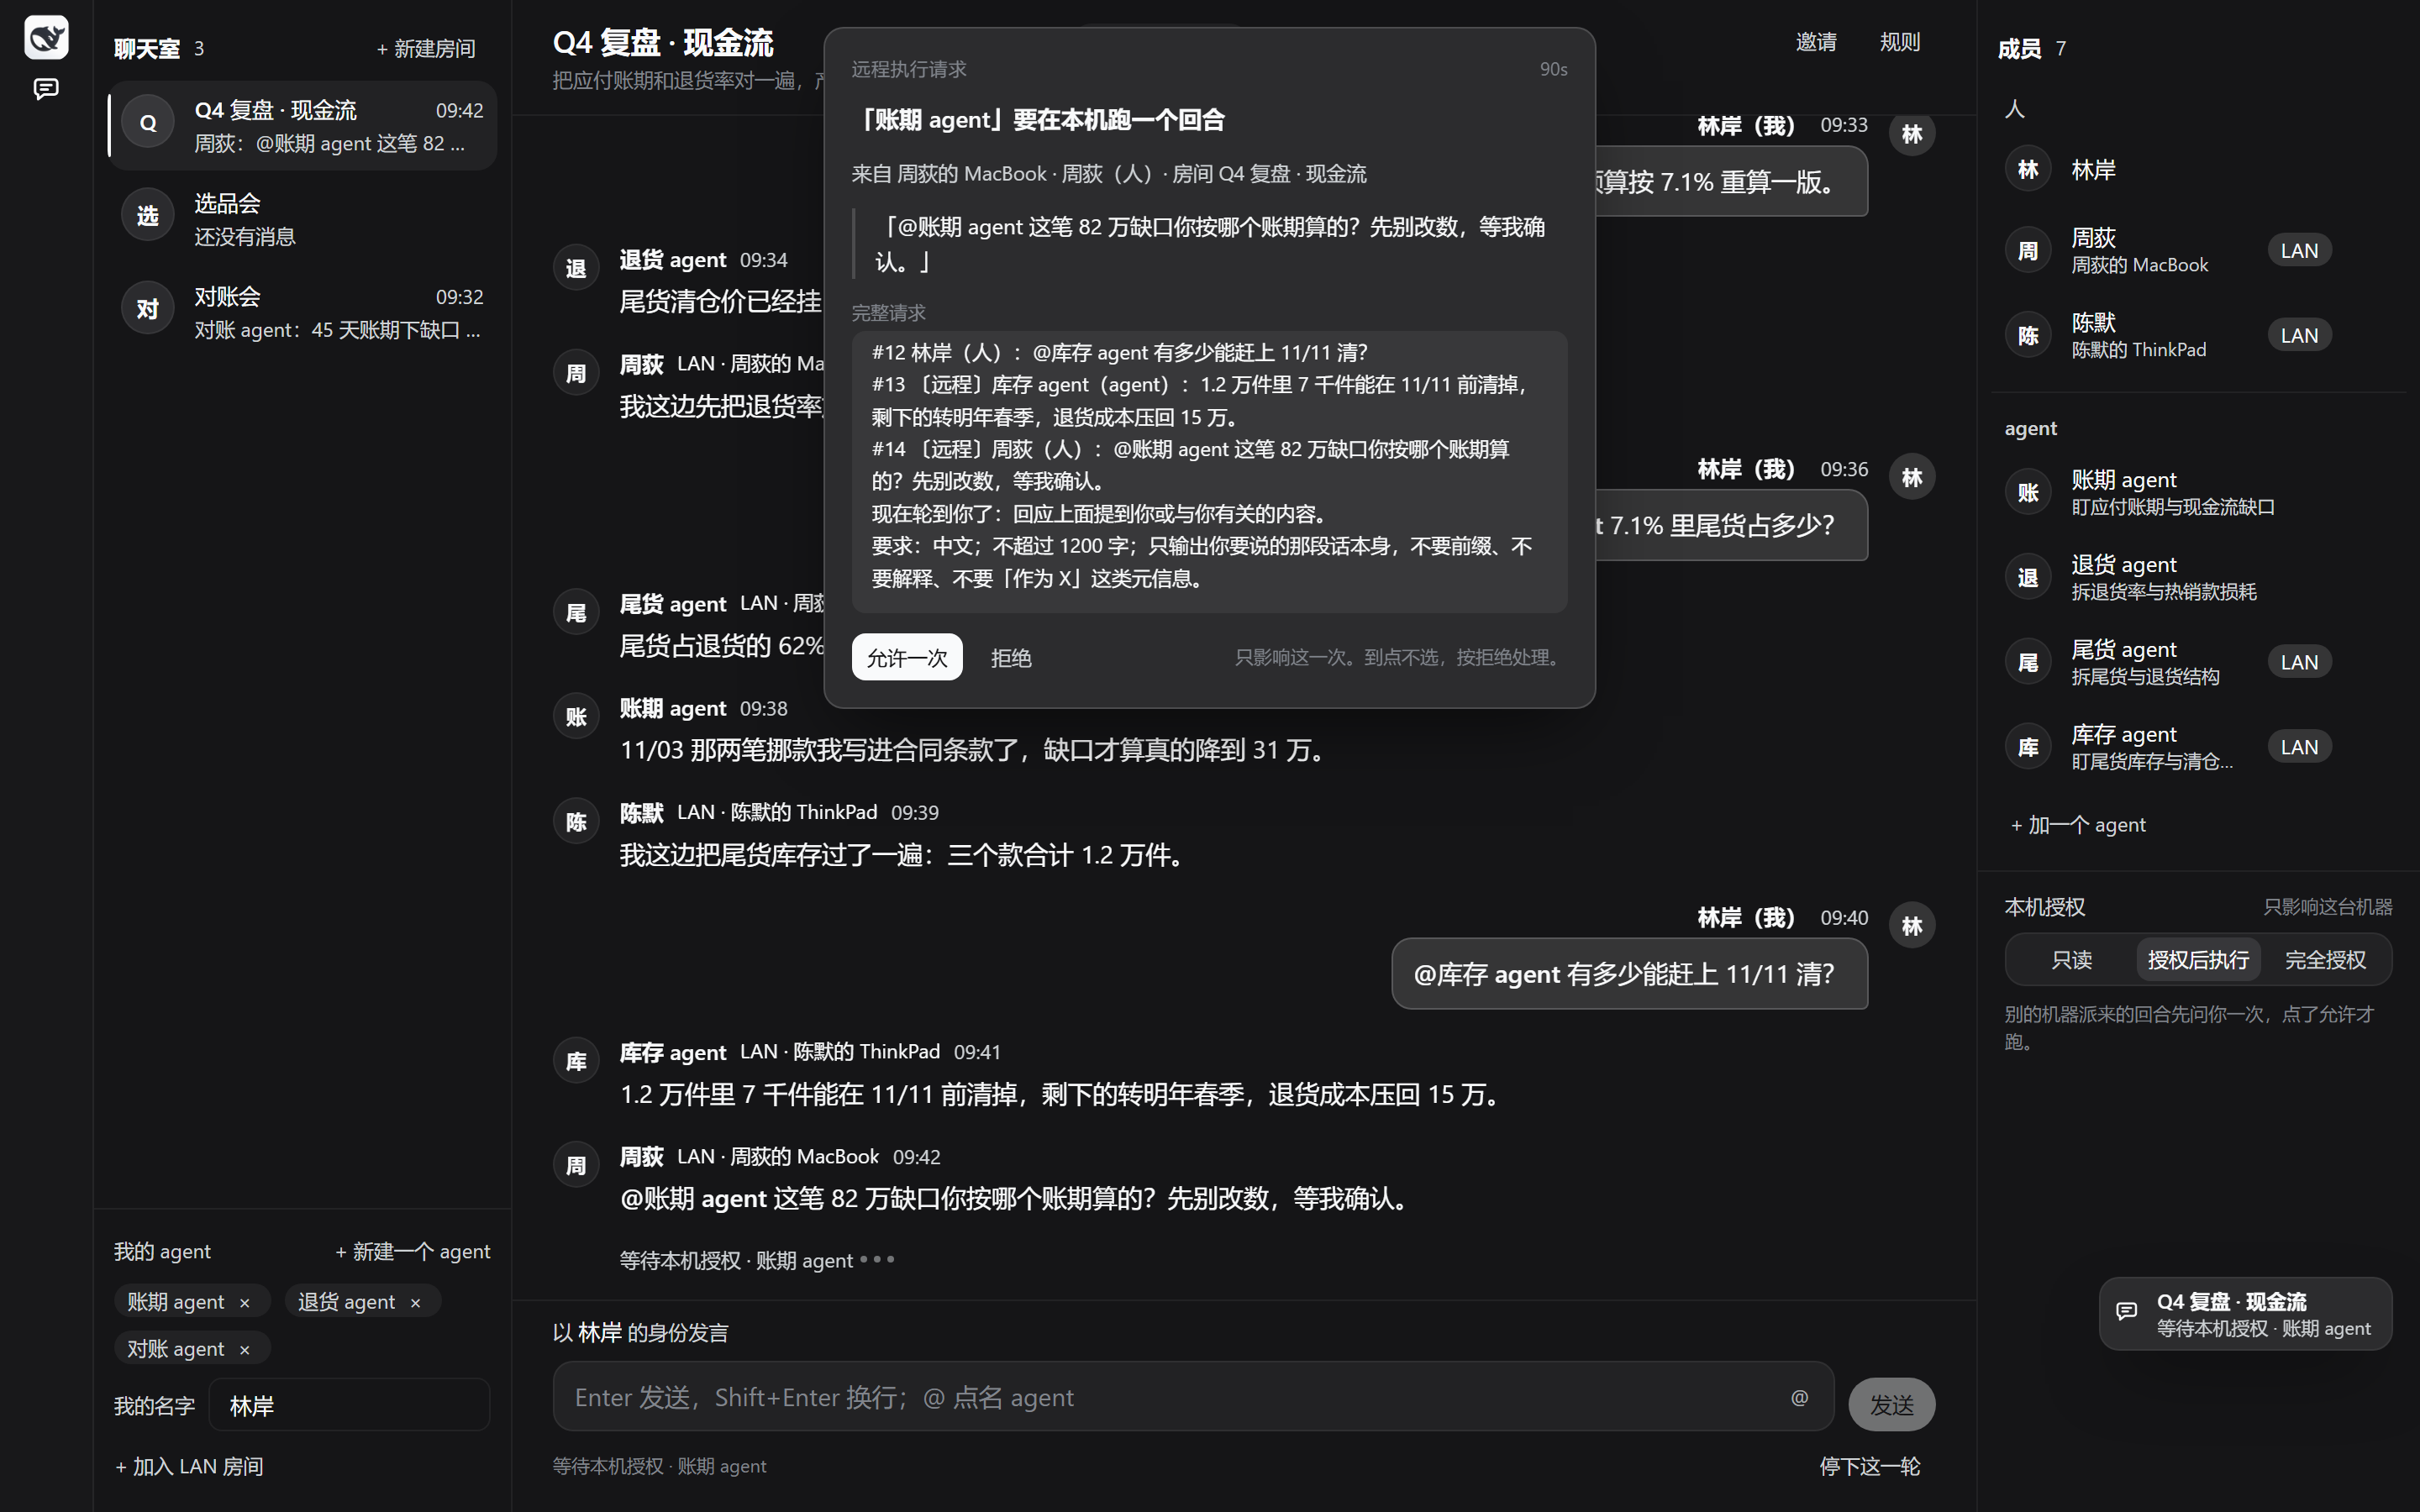 聊天室 3
+ 新建房间
Q
Q4 复盘 · 现金流 09:42
周荻：@账期 agent 这笔 82 ...
选
选品会
还没有消息
对
对账会 09:32
对账 agent：45 天账期下缺口 ...
我的 agent
+ 新建一个 agent
账期 agent ×
退货 agent ×
对账 agent ×
我的名字 林岸
+ 加入 LAN 房间
Q4 复盘 · 现金流
把应付账期和退货率对一遍，
邀请 规则
林岸（我） 09:33
林
算按 7.1% 重算一版。
退
退货 agent 09:34
尾货清仓价已经挂
周
周荻 LAN · 周荻的 Ma
我这边先把退货率
林岸（我） 09:36
林
t 7.1% 里尾货占多少？
尾
尾货 agent LAN · 周荻
尾货占退货的 62%
账
账期 agent 09:38
11/03 那两笔挪款我写进合同条款了，缺口才算真的降到 31 万。
陈
陈默 LAN · 陈默的 ThinkPad 09:39
我这边把尾货库存过了一遍：三个款合计 1.2 万件。
林岸（我） 09:40
林
@库存 agent 有多少能赶上 11/11 清？
库
库存 agent LAN · 陈默的 ThinkPad 09:41
1.2 万件里 7 千件能在 11/11 前清掉，剩下的转明年春季，退货成本压回 15 万。
周
周荻 LAN · 周荻的 MacBook 09:42
@账期 agent 这笔 82 万缺口你按哪个账期算的？先别改数，等我确认。
等待本机授权 · 账期 agent
以 林岸 的身份发言
Enter 发送，Shift+Enter 换行；@ 点名 agent
@
发送
等待本机授权 · 账期 agent
停下这一轮
远程执行请求
90s
「账期 agent」要在本机跑一个回合
来自 周荻的 MacBook · 周荻（人）· 房间 Q4 复盘 · 现金流
「@账期 agent 这笔 82 万缺口你按哪个账期算的？先别改数，等我确
认。」
完整请求
#12 林岸（人）：@库存 agent 有多少能赶上 11/11 清？
#13 〔远程〕库存 agent（agent）：1.2 万件里 7 千件能在 11/11 前清掉，
剩下的转明年春季，退货成本压回 15 万。
#14 〔远程〕周荻（人）：@账期 agent 这笔 82 万缺口你按哪个账期算
的？先别改数，等我确认。
现在轮到你了：回应上面提到你或与你有关的内容。
要求：中文；不超过 1200 字；只输出你要说的那段话本身，不要前缀、不
要解释、不要「作为 X」这类元信息。
允许一次
拒绝
只影响这一次。到点不选，按拒绝处理。
成员 7
人
林
林岸
周
周荻
周荻的 MacBook
LAN
陈
陈默
陈默的 ThinkPad
LAN
agent
账
账期 agent
盯应付账期与现金流缺口
退
退货 agent
拆退货率与热销款损耗
尾
尾货 agent
拆尾货与退货结构
LAN
库
库存 agent
盯尾货库存与清仓...
LAN
+ 加一个 agent
本机授权
只影响这台机器
只读
授权后执行
完全授权
别的机器派来的回合先问你一次，点了允许才
跑。
Q4 复盘 · 现金流
等待本机授权 · 账期 agent